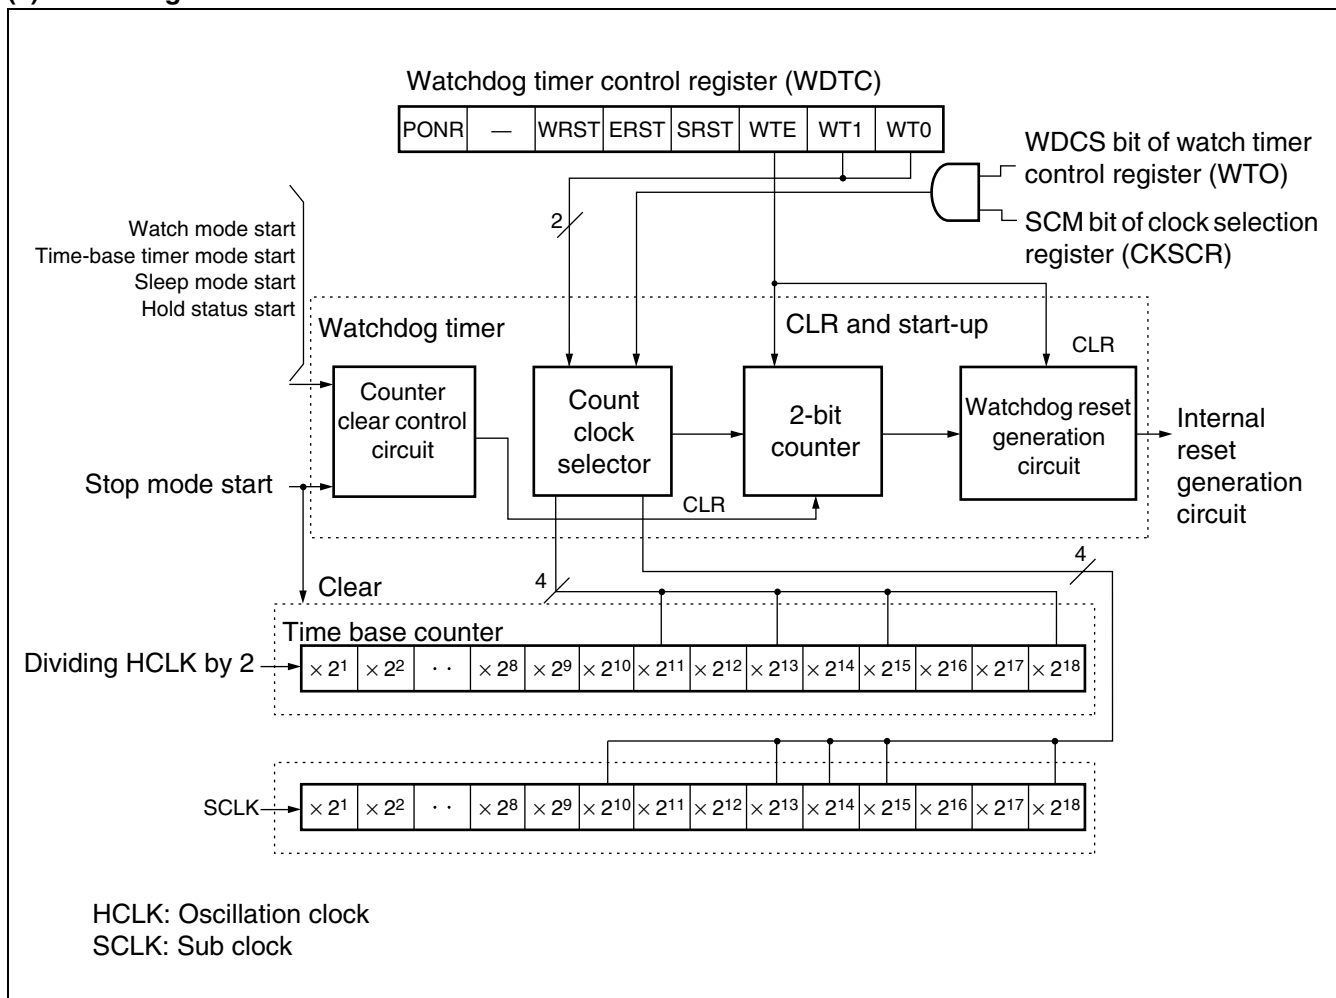 Watchdog timer control register (WDTC)
PONR — WRST ERST SRST WTE WT1 WT0
WDCS bit of watch timer
control register (WTO)
SCM bit of clock selection
register (CKSCR)
2
Watch mode start
Time-base timer mode start
Sleep mode start
Hold status start
Watchdog timer
CLR and start-up
CLR
Counter
clear control
circuit
Count
clock
selector
2-bit
counter
Watchdog reset
generation
circuit
Internal
reset
generation
circuit
Stop mode start
CLR
4
4
Clear
Time base counter
Dividing HCLK by 2
× 2¹ × 2² ·· × 2⁸ × 2⁹ × 2¹⁰ × 2¹¹ × 2¹² × 2¹³ × 2¹⁴ × 2¹⁵ × 2¹⁶ × 2¹⁷ × 2¹⁸
SCLK
× 2¹ × 2² ·· × 2⁸ × 2⁹ × 2¹⁰ × 2¹¹ × 2¹² × 2¹³ × 2¹⁴ × 2¹⁵ × 2¹⁶ × 2¹⁷ × 2¹⁸
HCLK: Oscillation clock
SCLK: Sub clock